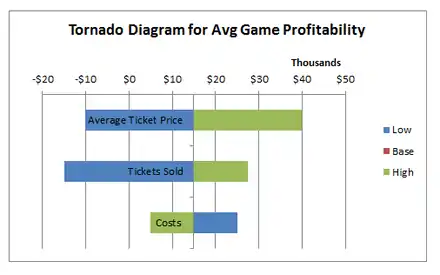 Tornado Diagram for Avg Game Profitability
Thousands
-$20 -$10 $0 $10 $20 $30 $40 $50
Average Ticket Price
Low
Tickets Sold
Base
High
Costs